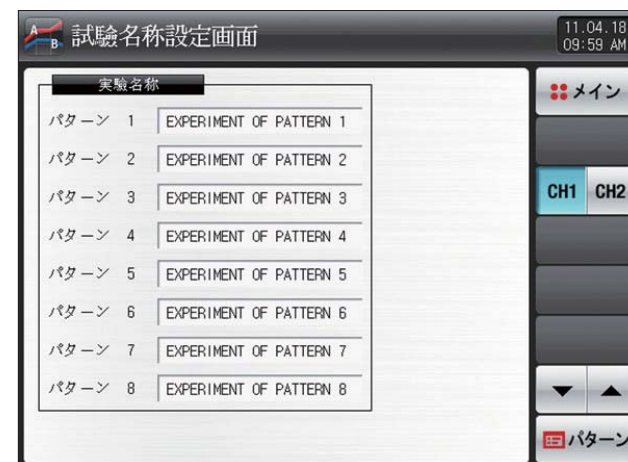 A B 試験名称設定画面
11.04.18
09:59 AM
実験名称
パターン 1 EXPERIMENT OF PATTERN 1
パターン 2 EXPERIMENT OF PATTERN 2
パターン 3 EXPERIMENT OF PATTERN 3
パターン 4 EXPERIMENT OF PATTERN 4
パターン 5 EXPERIMENT OF PATTERN 5
パターン 6 EXPERIMENT OF PATTERN 6
パターン 7 EXPERIMENT OF PATTERN 7
パターン 8 EXPERIMENT OF PATTERN 8
メイン
CH1 CH2
パターン